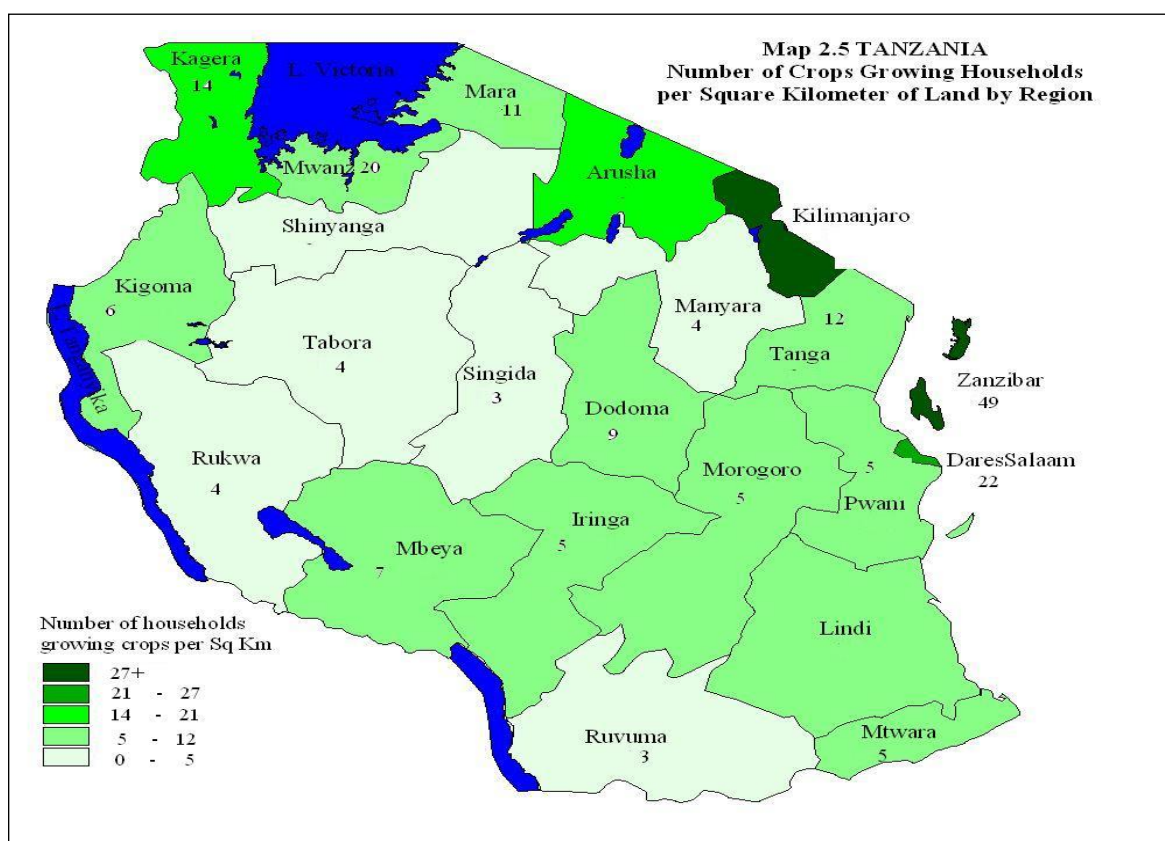 Map 2.5 TANZANIA
Number of Crops Growing Households
per Square Kilometer of Land by Region
Kagera
14
L. Victoria
Mara
11
Mwanz 20
Arusha
Kilimanjaro
Shinyanga
Kigoma
6
Manyara
4
12
Tanga
Tabora
4
Singida
3
Zanzibar
49
Dodoma
9
Rukwa
4
Morogoro
5
5
Pwani
DaresSalaam
22
Iringa
5
Mbeya
7
Lindi
Ruvuma
3
Mtwara
5
Number of households
growing crops per Sq Km
27+
21 - 27
14 - 21
5 - 12
0 - 5